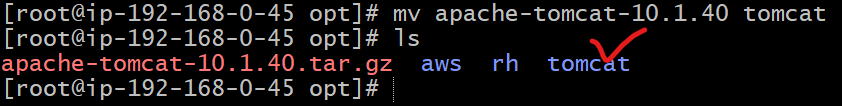 [root@ip-192-168-0-45 opt]# mv apache-tomcat-10.1.40 tomcat
[root@ip-192-168-0-45 opt]# ls
apache-tomcat-10.1.40.tar.gz  aws  rh  tomcat
[root@ip-192-168-0-45 opt]#